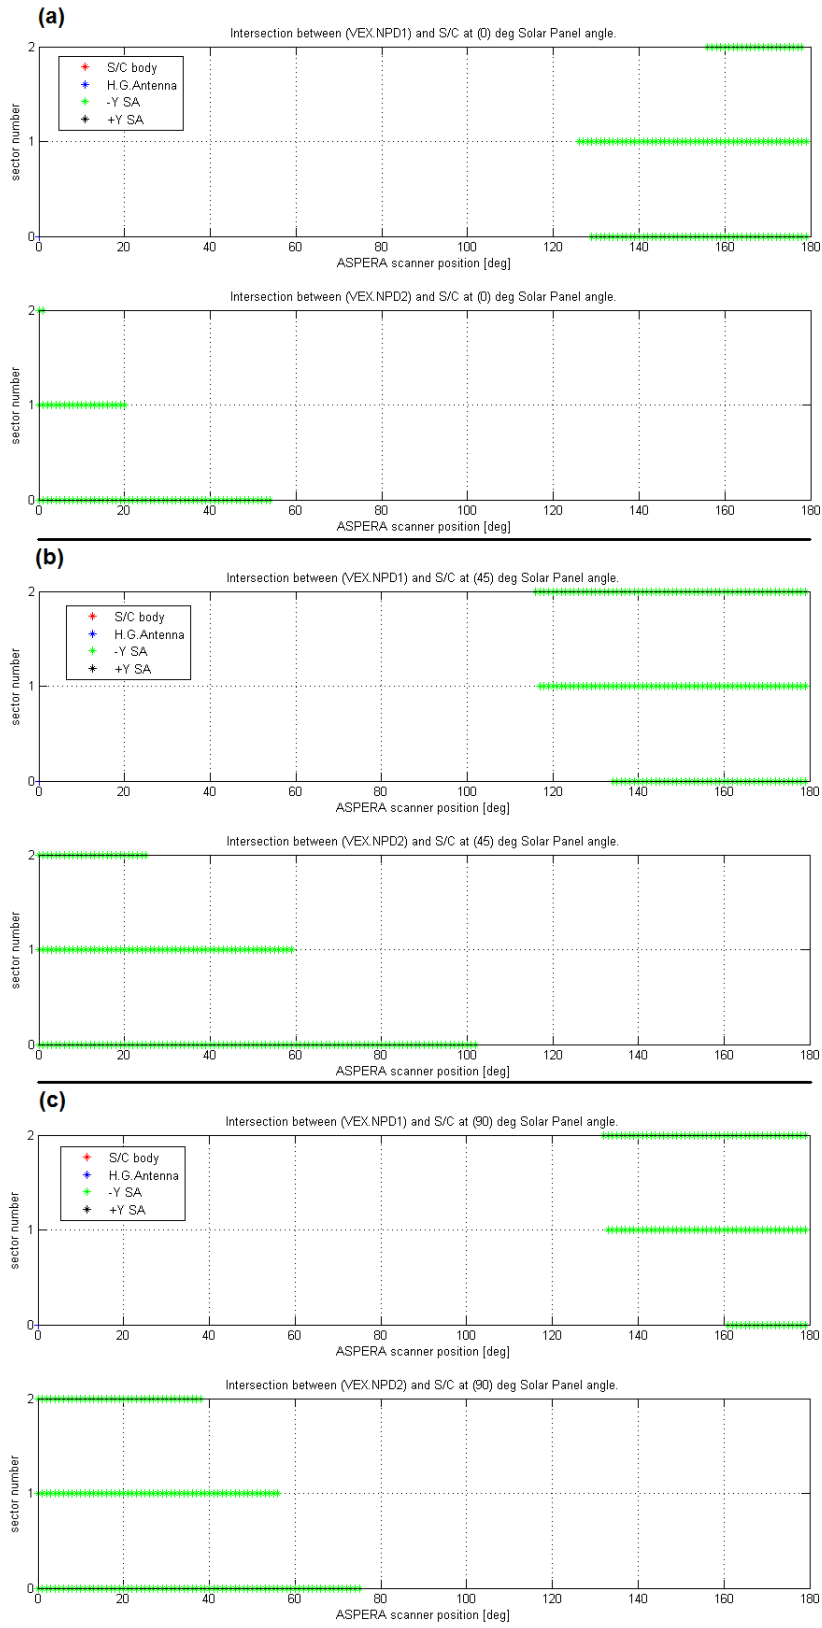 (a)
Intersection between (VEX.NPD1) and S/C at (0) deg Solar Panel angle.
2
1
0
sector number
S/C body
H.G.Antenna
-Y SA
+Y SA
0 20 40 60 80 100 120 140 160 180
ASPERA scanner position [deg]
Intersection between (VEX.NPD2) and S/C at (0) deg Solar Panel angle.
2
1
0
sector number
0 20 40 60 80 100 120 140 160 180
ASPERA scanner position [deg]
(b)
Intersection between (VEX.NPD1) and S/C at (45) deg Solar Panel angle.
2
1
0
sector number
S/C body
H.G.Antenna
-Y SA
+Y SA
0 20 40 60 80 100 120 140 160 180
ASPERA scanner position [deg]
Intersection between (VEX.NPD2) and S/C at (45) deg Solar Panel angle.
2
1
0
sector number
0 20 40 60 80 100 120 140 160 180
ASPERA scanner position [deg]
(c)
Intersection between (VEX.NPD1) and S/C at (90) deg Solar Panel angle.
2
1
0
sector number
S/C body
H.G.Antenna
-Y SA
+Y SA
0 20 40 60 80 100 120 140 160 180
ASPERA scanner position [deg]
Intersection between (VEX.NPD2) and S/C at (90) deg Solar Panel angle.
2
1
0
sector number
0 20 40 60 80 100 120 140 160 180
ASPERA scanner position [deg]